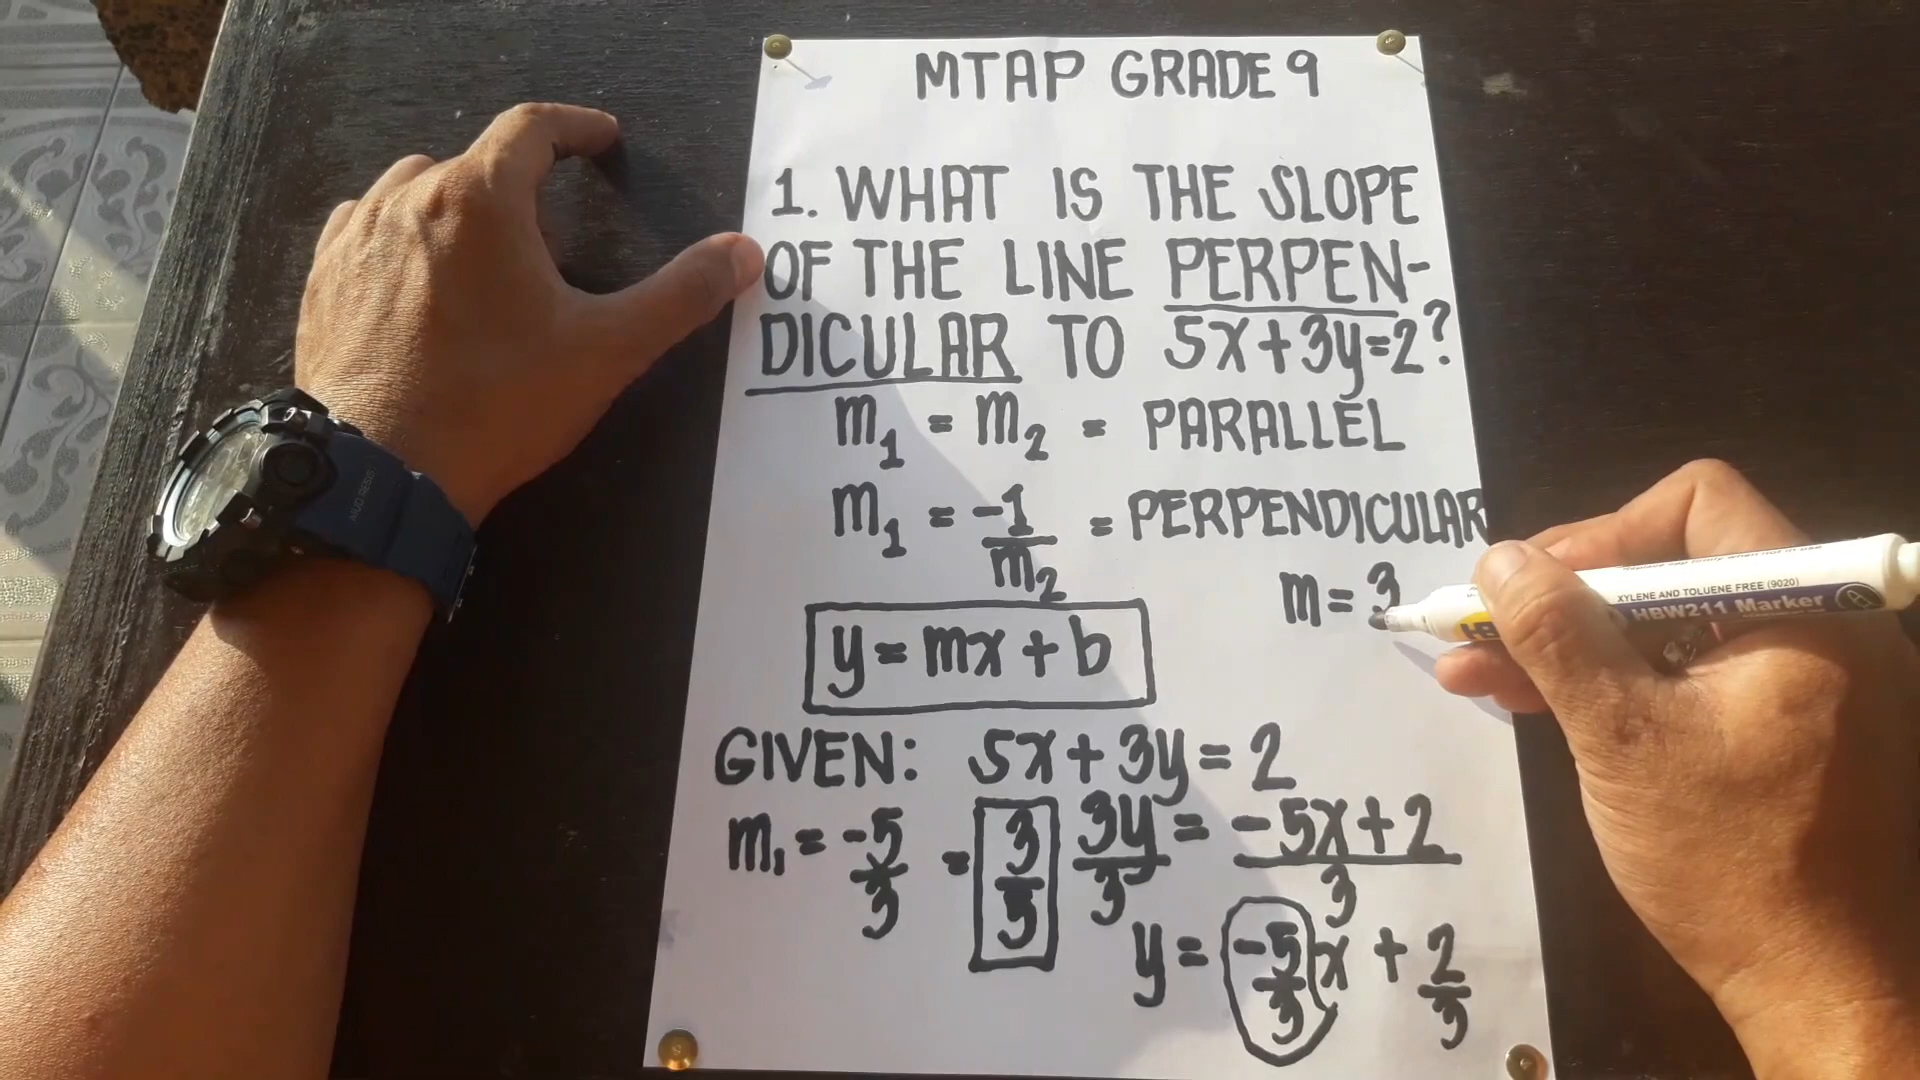 MTAP GRADE 9
1. WHAT IS THE SLOPE
OF THE LINE PERPEN-
DICULAR TO 5x+3y=2?
m₁ = m₂ = PARALLEL
m₁ = -1/m₂ = PERPENDICULAR
m = 3
y = mx + b
GIVEN: 5x + 3y = 2
m₁ = -5/3 = 3/5 3y/3 = -5x+2/3
y = -5/3 x + 2/3
XYLENE AND TOLUENE FREE (9020)
HBW211 Marker